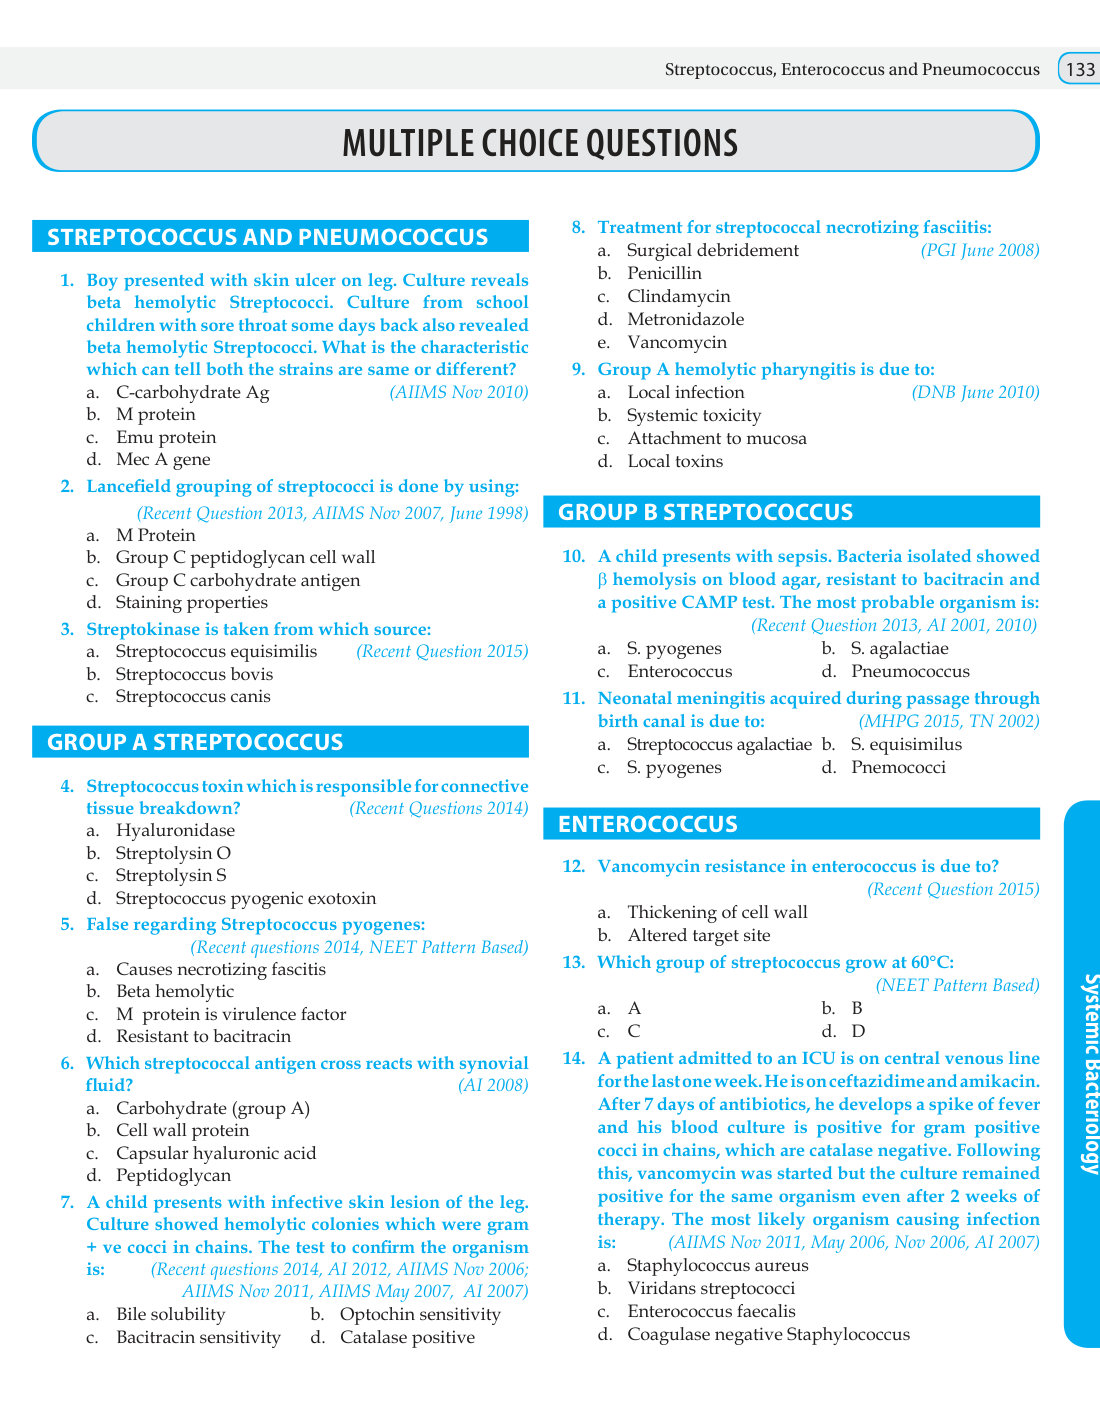 Streptococcus, Enterococcus and Pneumococcus 133
MULTIPLE CHOICE QUESTIONS
STREPTOCOCCUS AND PNEUMOCOCCUS
1. Boy presented with skin ulcer on leg. Culture reveals
beta hemolytic Streptococci. Culture from school
children with sore throat some days back also revealed
beta hemolytic Streptococci. What is the characteristic
which can tell both the strains are same or different?
a. C-carbohydrate Ag (AIIMS Nov 2010)
b. M protein
c. Emu protein
d. Mec A gene
2. Lancefield grouping of streptococci is done by using:
(Recent Question 2013, AIIMS Nov 2007, June 1998)
a. M Protein
b. Group C peptidoglycan cell wall
c. Group C carbohydrate antigen
d. Staining properties
3. Streptokinase is taken from which source:
a. Streptococcus equisimilis (Recent Question 2015)
b. Streptococcus bovis
c. Streptococcus canis
GROUP A STREPTOCOCCUS
4. Streptococcus toxin which is responsible for connective
tissue breakdown? (Recent Questions 2014)
a. Hyaluronidase
b. Streptolysin O
c. Streptolysin S
d. Streptococcus pyogenic exotoxin
5. False regarding Streptococcus pyogenes:
(Recent questions 2014, NEET Pattern Based)
a. Causes necrotizing fascitis
b. Beta hemolytic
c. M protein is virulence factor
d. Resistant to bacitracin
6. Which streptococcal antigen cross reacts with synovial
fluid? (AI 2008)
a. Carbohydrate (group A)
b. Cell wall protein
c. Capsular hyaluronic acid
d. Peptidoglycan
7. A child presents with infective skin lesion of the leg.
Culture showed hemolytic colonies which were gram
+ ve cocci in chains. The test to confirm the organism
is: (Recent questions 2014, AI 2012, AIIMS Nov 2006;
AIIMS Nov 2011, AIIMS May 2007, AI 2007)
a. Bile solubility b. Optochin sensitivity
c. Bacitracin sensitivity d. Catalase positive
8. Treatment for streptococcal necrotizing fasciitis:
a. Surgical debridement (PGI June 2008)
b. Penicillin
c. Clindamycin
d. Metronidazole
e. Vancomycin
9. Group A hemolytic pharyngitis is due to:
a. Local infection (DNB June 2010)
b. Systemic toxicity
c. Attachment to mucosa
d. Local toxins
GROUP B STREPTOCOCCUS
10. A child presents with sepsis. Bacteria isolated showed
β hemolysis on blood agar, resistant to bacitracin and
a positive CAMP test. The most probable organism is:
(Recent Question 2013, AI 2001, 2010)
a. S. pyogenes b. S. agalactiae
c. Enterococcus d. Pneumococcus
11. Neonatal meningitis acquired during passage through
birth canal is due to: (MHPG 2015, TN 2002)
a. Streptococcus agalactiae b. S. equisimilus
c. S. pyogenes d. Pnemococci
ENTEROCOCCUS
12. Vancomycin resistance in enterococcus is due to?
(Recent Question 2015)
a. Thickening of cell wall
b. Altered target site
13. Which group of streptococcus grow at 60°C:
(NEET Pattern Based)
a. A b. B
c. C d. D
14. A patient admitted to an ICU is on central venous line
for the last one week. He is on ceftazidime and amikacin.
After 7 days of antibiotics, he develops a spike of fever
and his blood culture is positive for gram positive
cocci in chains, which are catalase negative. Following
this, vancomycin was started but the culture remained
positive for the same organism even after 2 weeks of
therapy. The most likely organism causing infection
is: (AIIMS Nov 2011, May 2006, Nov 2006, AI 2007)
a. Staphylococcus aureus
b. Viridans streptococci
c. Enterococcus faecalis
d. Coagulase negative Staphylococcus
Systemic Bacteriology